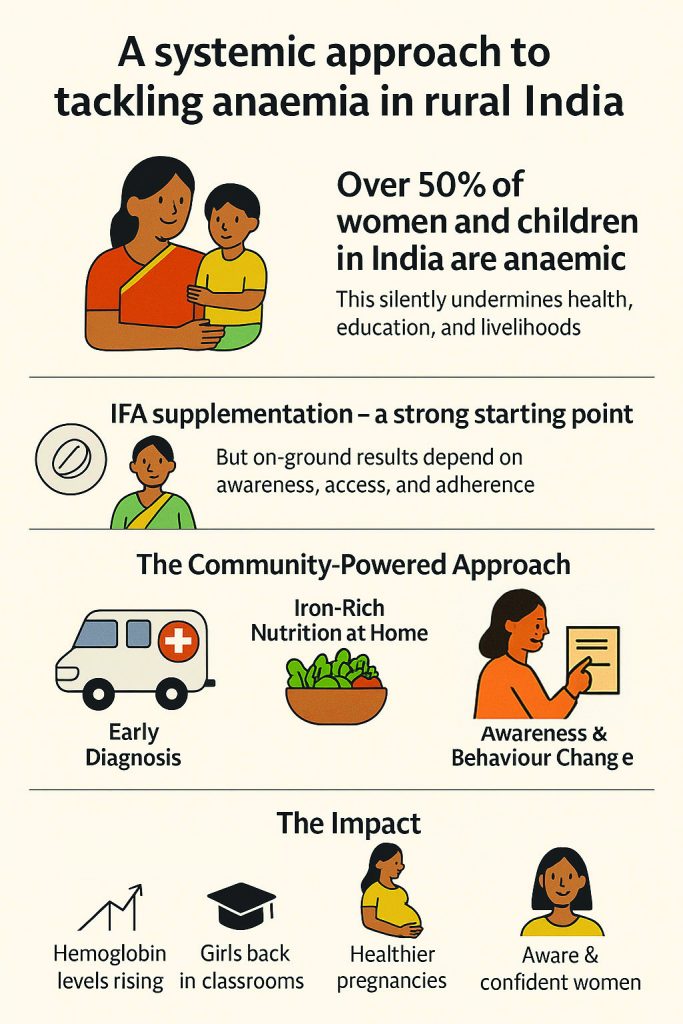 A systemic approach to
tackling anaemia in rural India
Over 50% of
women and children
in India are anaemic
This silently undermines health,
education, and livelihoods
IFA supplementation – a strong starting point
But on-ground results depend on
awareness, access, and adherence
The Community-Powered Approach
Early
Diagnosis
Iron-Rich
Nutrition at Home
Awareness &
Behaviour Change
The Impact
Hemoglobin
levels rising
Girls back
in classrooms
Healthier
pregnancies
Aware &
confident women